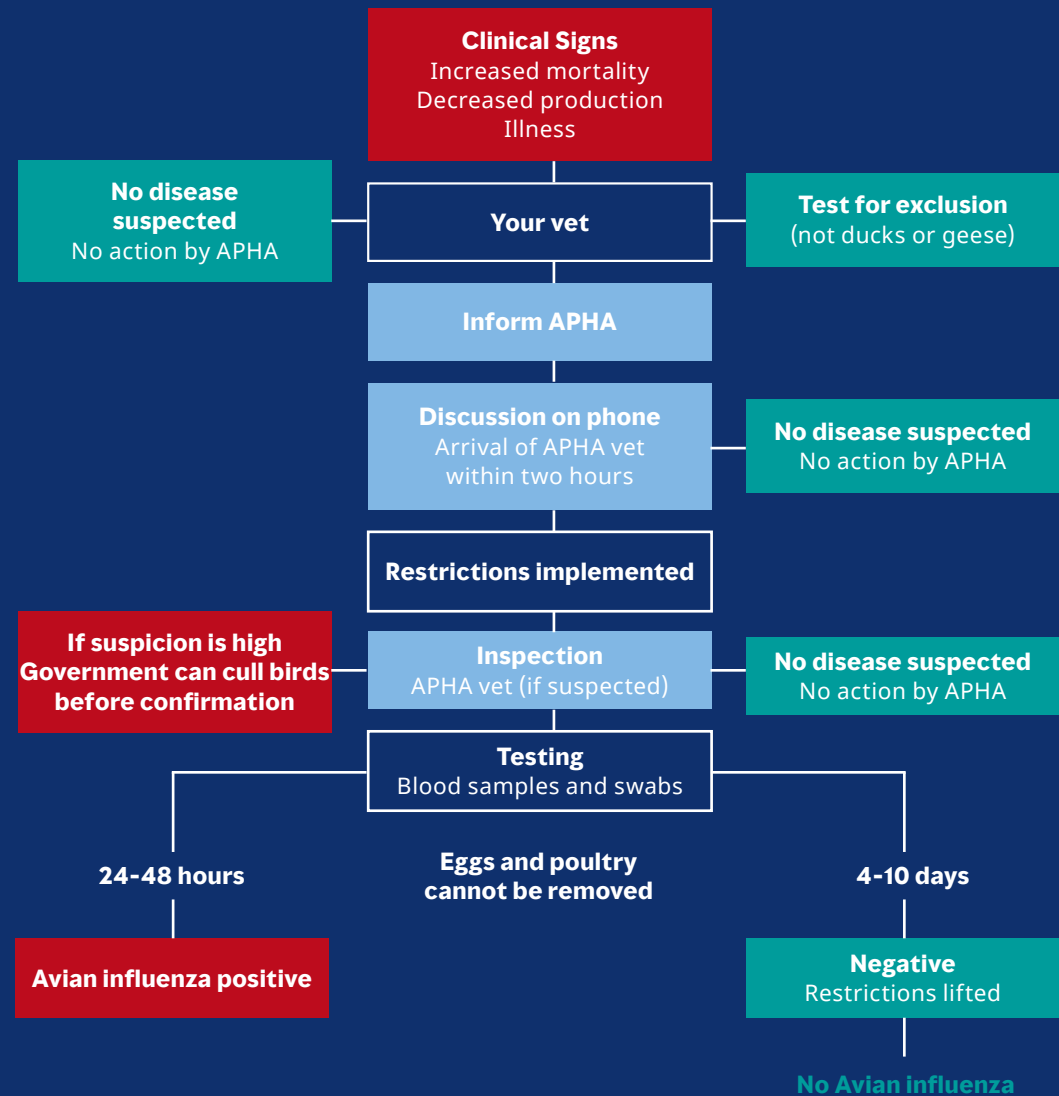 Clinical Signs
Increased mortality
Decreased production
Illness
No disease
suspected
No action by APHA
Your vet
Test for exclusion
(not ducks or geese)
Inform APHA
Discussion on phone
Arrival of APHA vet
within two hours
No disease suspected
No action by APHA
Restrictions implemented
If suspicion is high
Government can cull birds
before confirmation
Inspection
APHA vet (if suspected)
No disease suspected
No action by APHA
Testing
Blood samples and swabs
24-48 hours
Eggs and poultry
cannot be removed
4-10 days
Avian influenza positive
Negative
Restrictions lifted
No Avian influenza